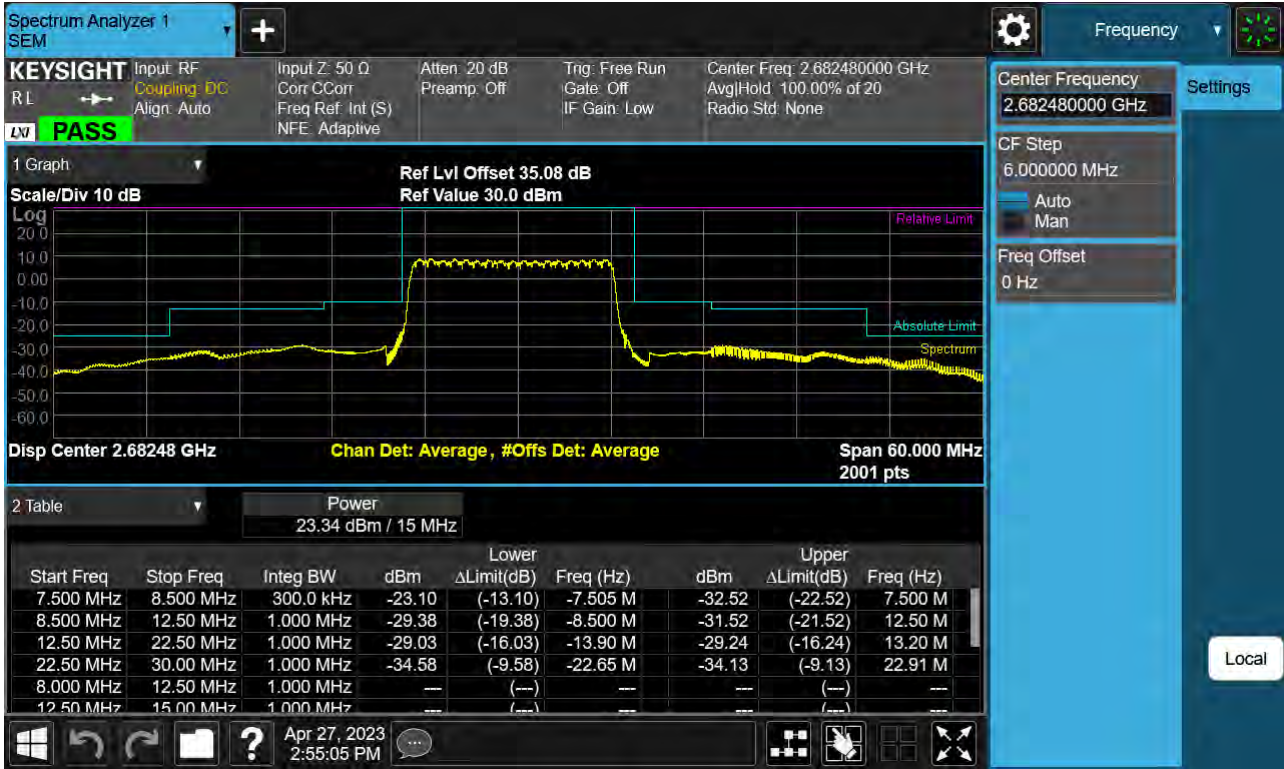 Spectrum Analyzer 1
SEM
Frequency
KEYSIGHT
RL
LXI
PASS
Input: RF
Coupling: DC
Align: Auto
Input Z: 50 Ω
Corr CCorr
Freq Ref: Int (S)
NFE: Adaptive
Atten: 20 dB
Preamp: Off
Trig: Free Run
Gate: Off
IF Gain: Low
Center Freq: 2.682480000 GHz
Avg|Hold: 100.00% of 20
Radio Std: None
Center Frequency
2.682480000 GHz
Settings
CF Step
6.000000 MHz
Auto
Man
Freq Offset
0 Hz
1 Graph
Scale/Div 10 dB
Ref Lvl Offset 35.08 dB
Ref Value 30.0 dBm
Log
20.0
10.0
0.00
-10.0
-20.0
-30.0
-40.0
-50.0
-60.0
Relative Limit
Absolute Limit
Spectrum
Disp Center 2.68248 GHz
Chan Det: Average, #Offs Det: Average
Span 60.000 MHz
2001 pts
2 Table
Power
23.34 dBm / 15 MHz
Lower Upper
Start Freq Stop Freq Integ BW dBm ΔLimit(dB) Freq (Hz) dBm ΔLimit(dB) Freq (Hz)
7.500 MHz 8.500 MHz 300.0 kHz -23.10 (-13.10) -7.505 M -32.52 (-22.52) 7.500 M
8.500 MHz 12.50 MHz 1.000 MHz -29.38 (-19.38) -8.500 M -31.52 (-21.52) 12.50 M
12.50 MHz 22.50 MHz 1.000 MHz -29.03 (-16.03) -13.90 M -29.24 (-16.24) 13.20 M
22.50 MHz 30.00 MHz 1.000 MHz -34.58 (-9.58) -22.65 M -34.13 (-9.13) 22.91 M
8.000 MHz 12.50 MHz 1.000 MHz --- (---) --- --- (---) ---
12.50 MHz 15.00 MHz 1.000 MHz --- (---) --- --- (---) ---
Local
?
Apr 27, 2023
2:55:05 PM